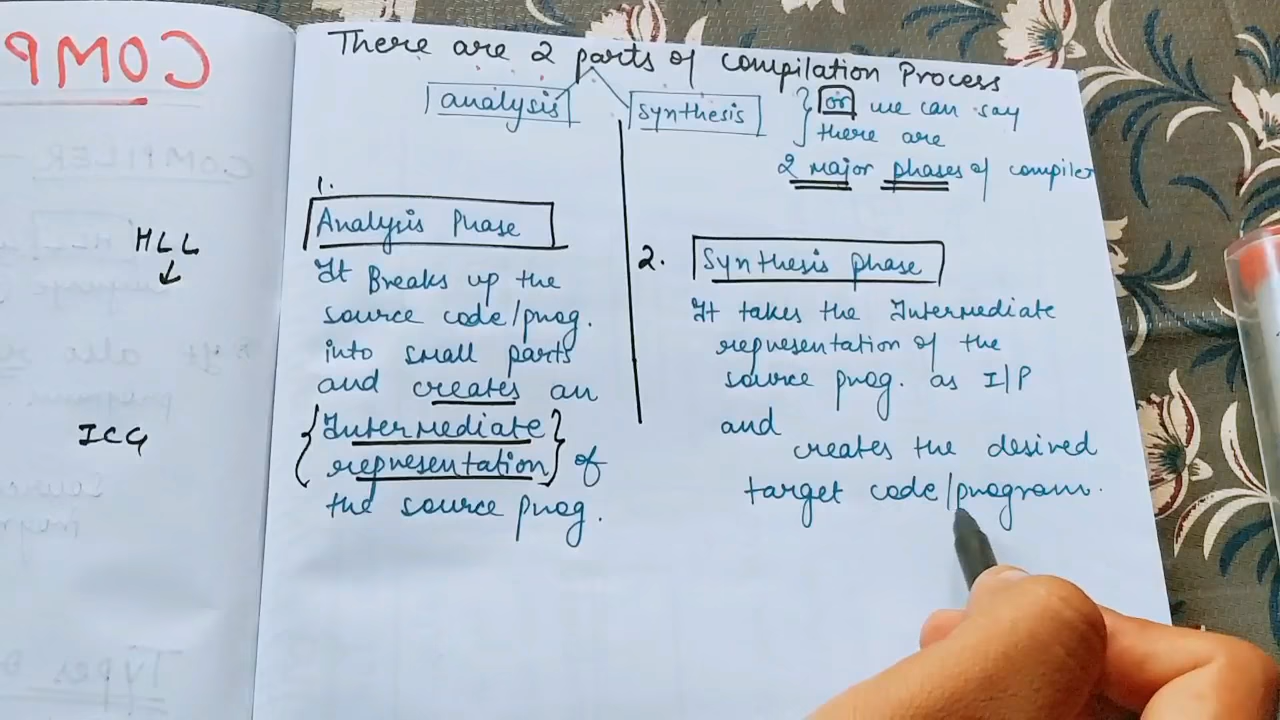 There are 2 parts of compilation Process
analysis
synthesis
or we can say
there are
2 major phases of compiler
1.
Analysis Phase
It Breaks up the
source code/prog.
into small parts
and creates an
{Intermediate
representation} of
the source prog.
2. Synthesis phase
It takes the Intermediate
representation of the
source prog. as I/P
and
creates the desired
target code/program.
HLL
↓
ICG
COMP
COMPILER -
Types